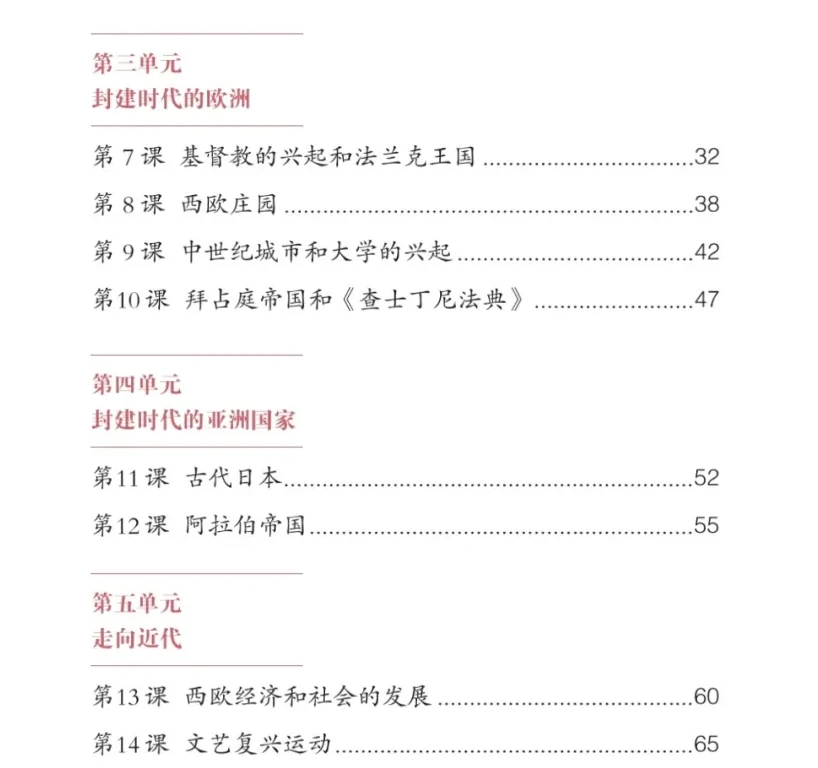 第三单元
封建时代的欧洲
第 7 课 基督教的兴起和法兰克王国........................................32
第 8 课 西欧庄园........................................38
第 9 课 中世纪城市和大学的兴起........................................42
第10课 拜占庭帝国和《查士丁尼法典》........................................47
第四单元
封建时代的亚洲国家
第11课 古代日本........................................52
第12课 阿拉伯帝国........................................55
第五单元
走向近代
第13课 西欧经济和社会的发展........................................60
第14课 文艺复兴运动........................................65